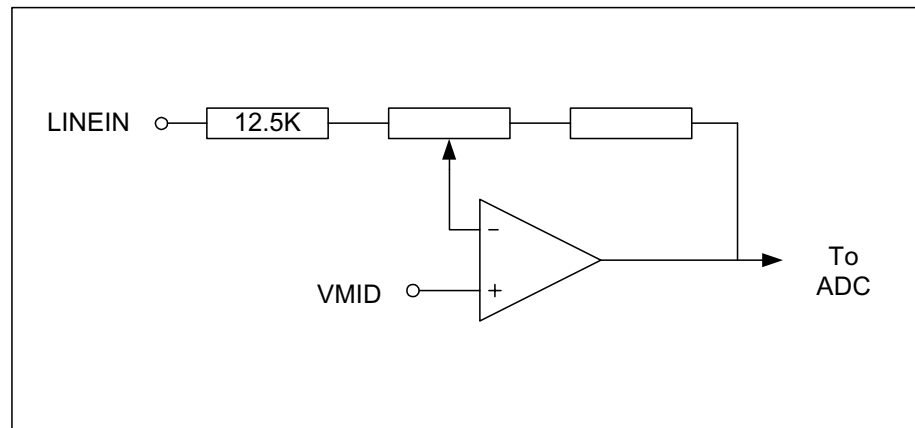 LINEIN
12.5K
−
VMID
+
To
ADC